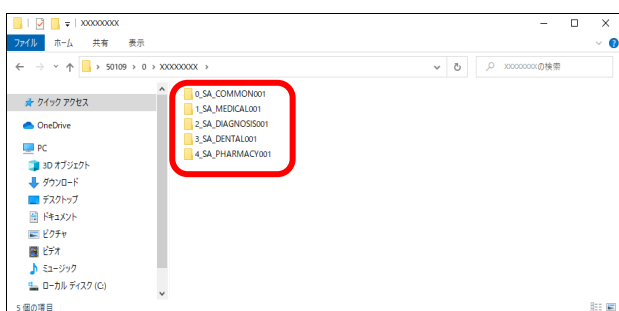 XXXXXXXX
ファイル ホーム 共有 表示
50109 › 0 › XXXXXXXX › XXXXXXXXの検索
クイック アクセス
OneDrive
PC
3D オブジェクト
ダウンロード
デスクトップ
ドキュメント
ピクチャ
ビデオ
ミュージック
ローカル ディスク (C:)
0_SA_COMMON001
1_SA_MEDICAL001
2_SA_DIAGNOSIS001
3_SA_DENTAL001
4_SA_PHARMACY001
5 個の項目